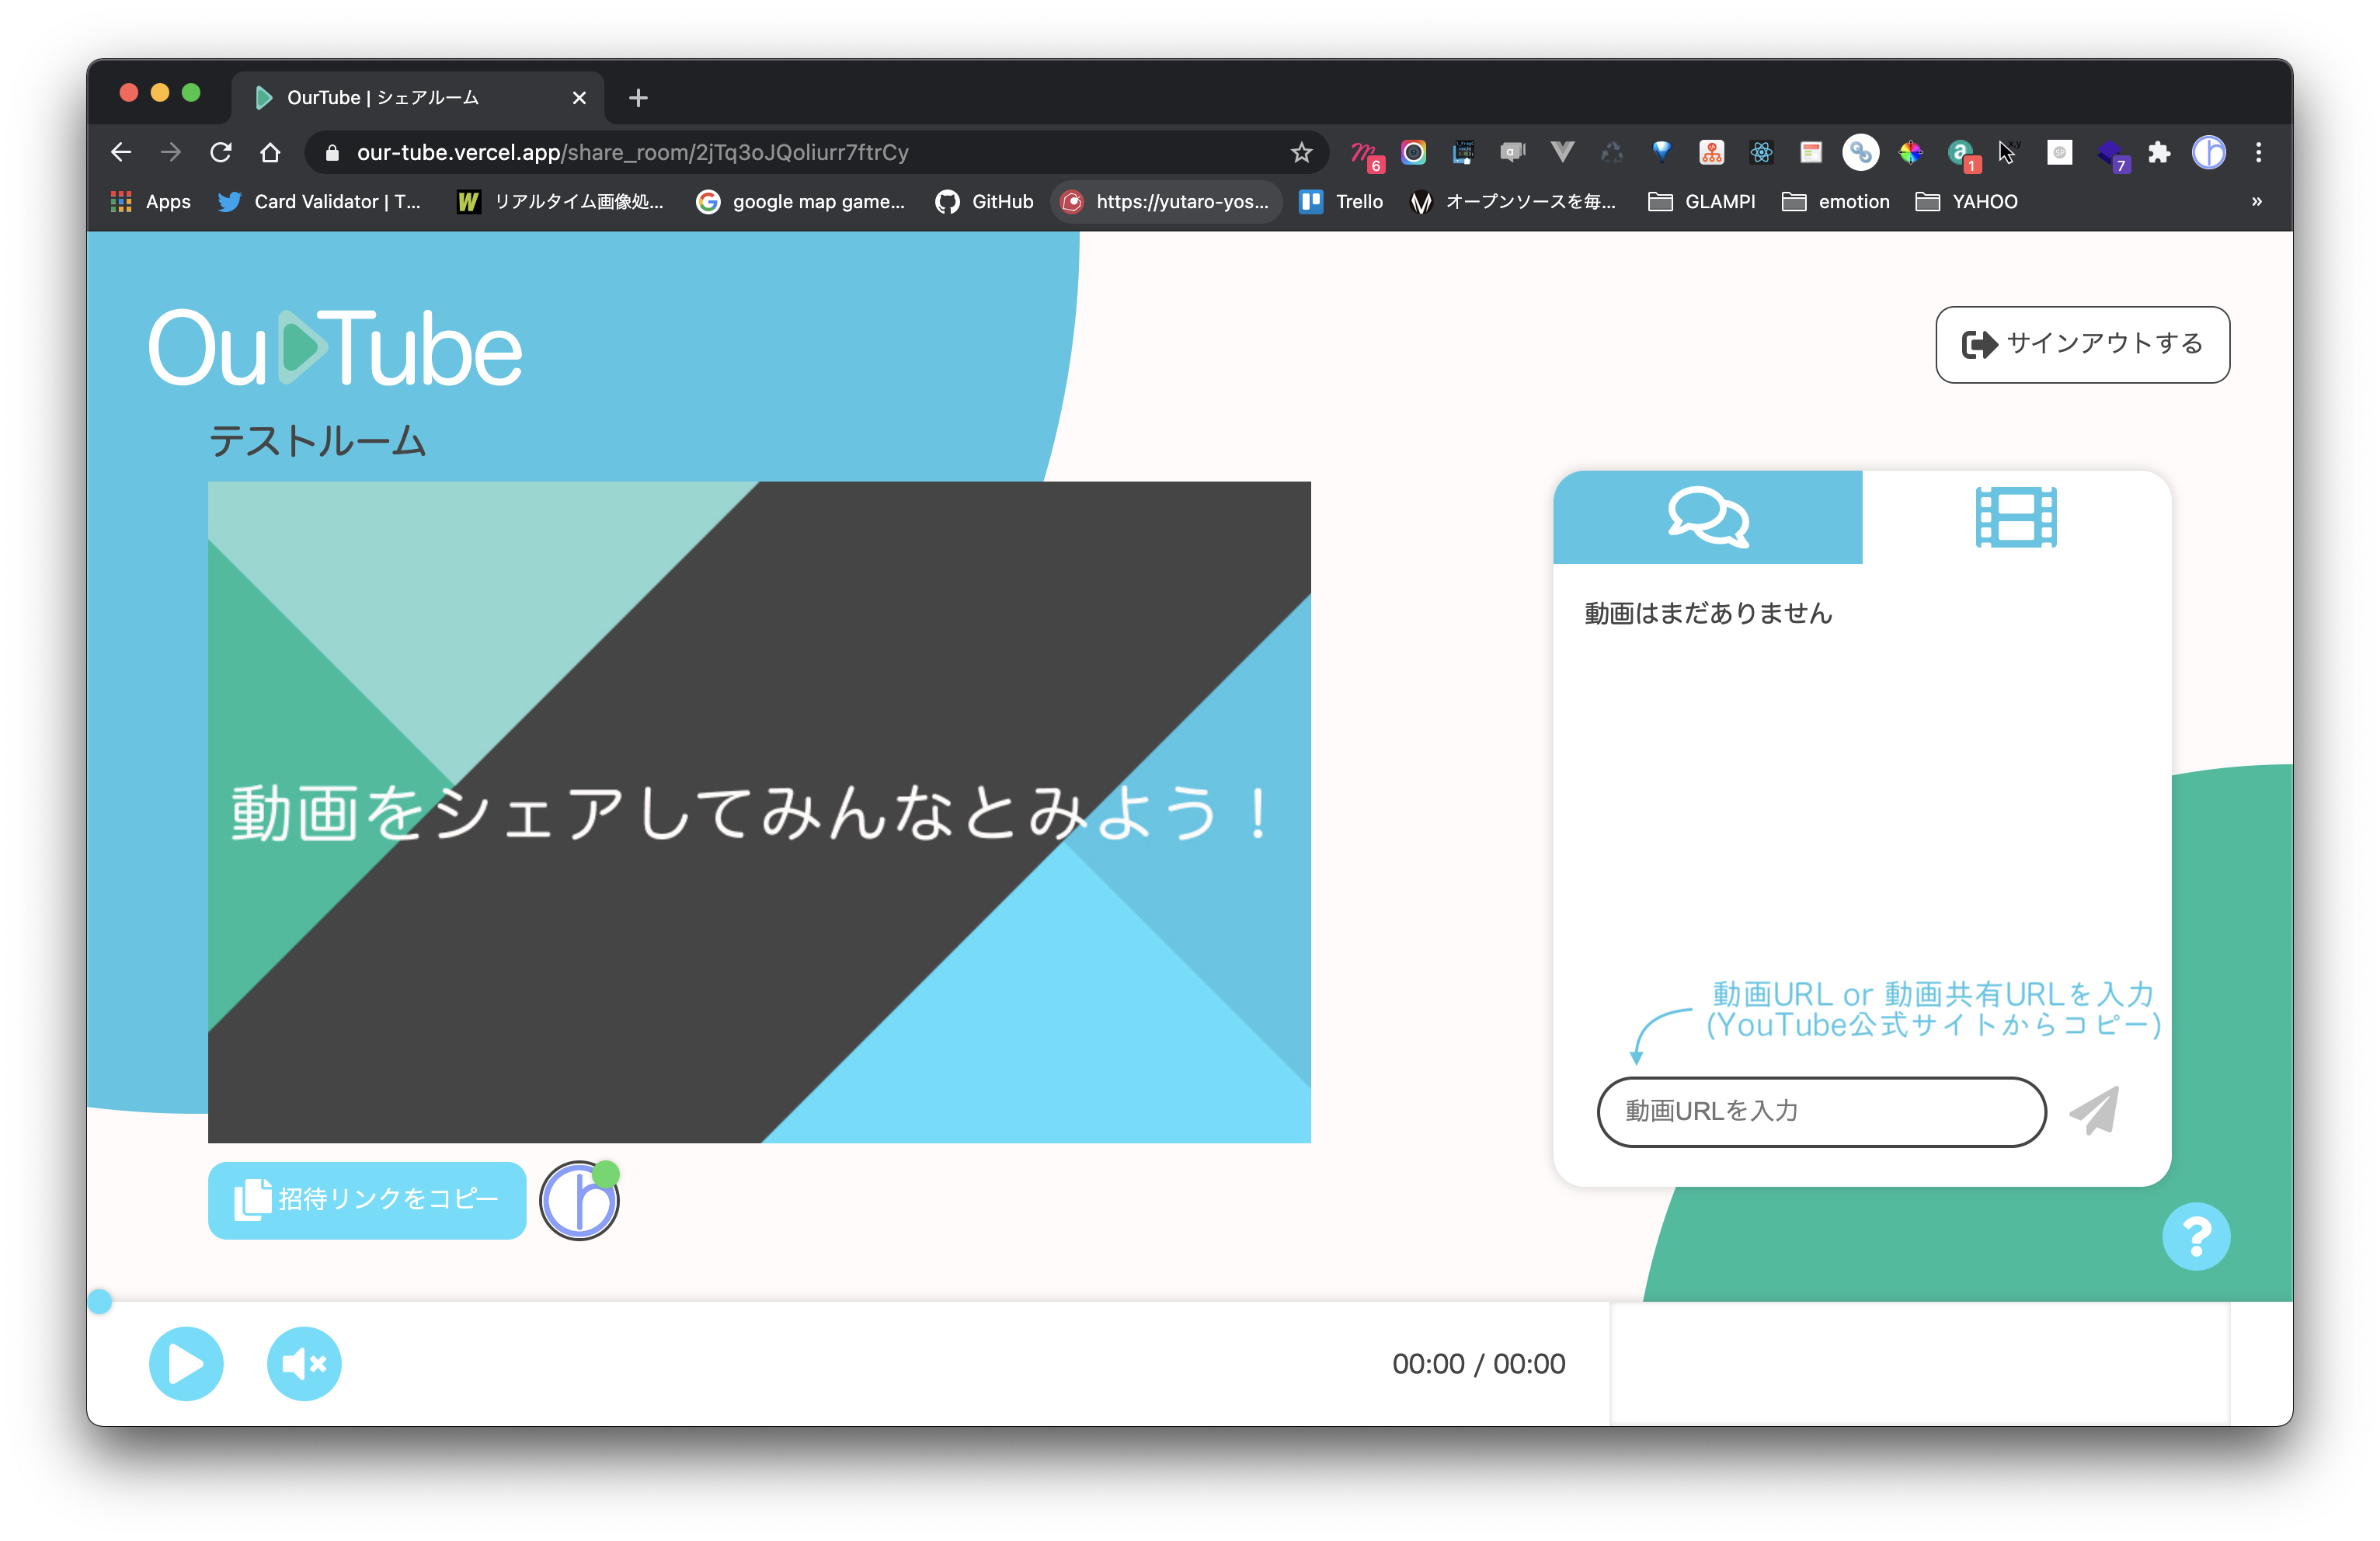 OurTube | シェアルーム
our-tube.vercel.app/share_room/2jTq3oJQoliurr7ftrCy
6
1
7
Apps
Card Validator | T...
リアルタイム画像処...
google map game...
GitHub
https://yutaro-yos...
Trello
オープンソースを毎...
GLAMPI
emotion
YAHOO
»
OurTube
サインアウトする
テストルーム
動画をシェアしてみんなとみよう！
動画はまだありません
動画URL or 動画共有URLを入力
(YouTube公式サイトからコピー)
動画URLを入力
招待リンクをコピー
?
00:00 / 00:00